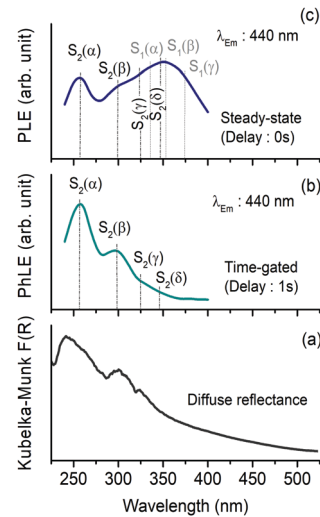 (c)
S₂(α)
S₂(β)
S₁(α)
S₁(β)
S₁(γ)
S₂(γ)
S₂(δ)
λEm : 440 nm
Steady-state
(Delay : 0s)
PLE (arb. unit)
(b)
S₂(α)
S₂(β)
S₂(γ)
S₂(δ)
λEm : 440 nm
Time-gated
(Delay : 1s)
PhLE (arb. unit)
(a)
Diffuse reflectance
Kubelka-Munk F(R)
250 300 350 400 450 500
Wavelength (nm)